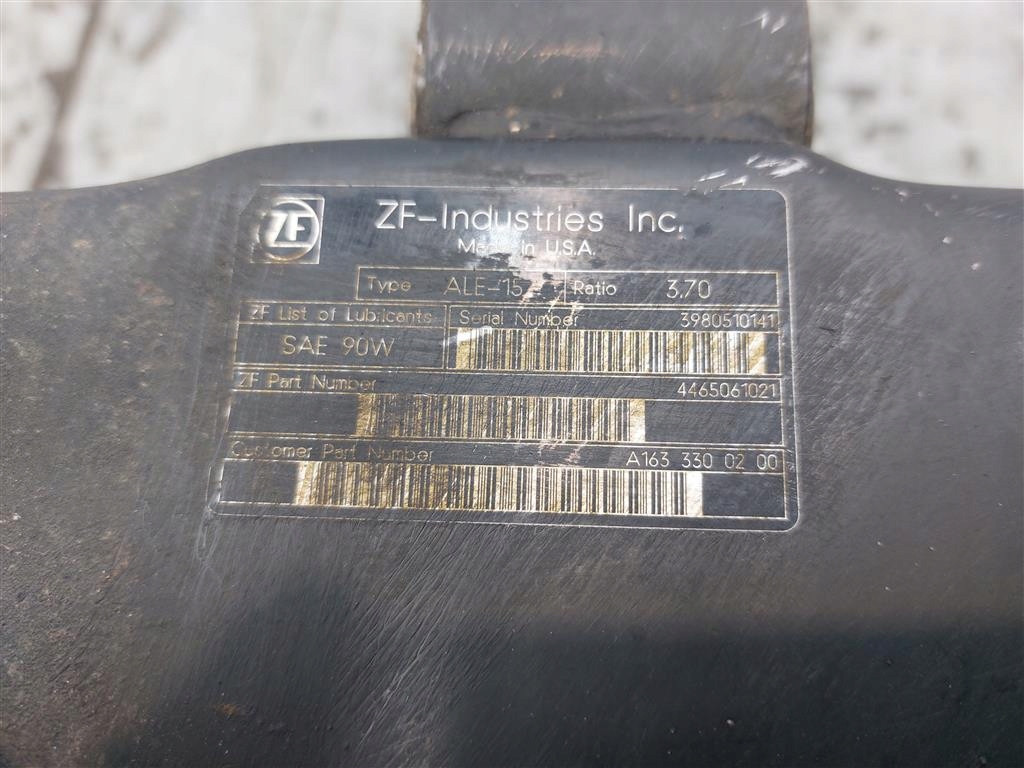 ZF
ZF-Industries Inc.
Made in U.S.A.
Type ALE-15 Ratio 3.70
ZF List of Lubricants Serial Number 3980510141
SAE 90W
ZF Part Number 4465061021
Customer Part Number A163 330 02 00